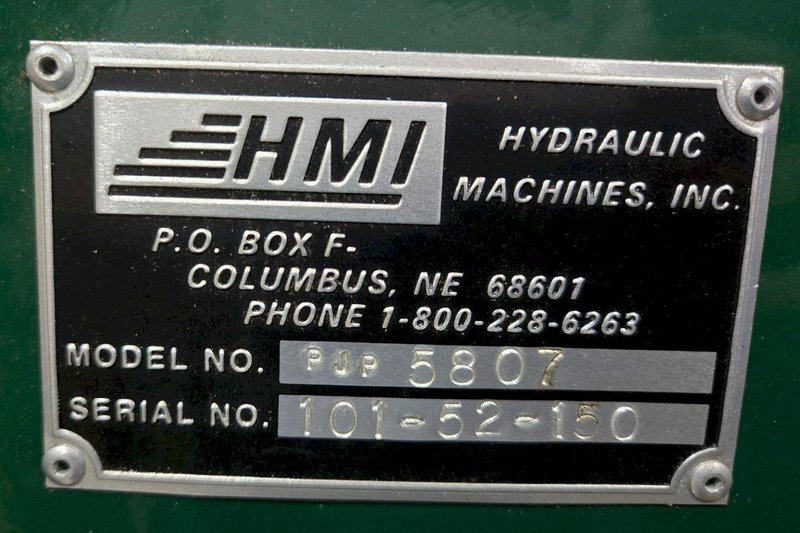 HMI
HYDRAULIC
MACHINES, INC.
P.O. BOX F-
COLUMBUS, NE 68601
PHONE 1-800-228-6263
MODEL NO. PJP 5807
SERIAL NO. 101-52-150